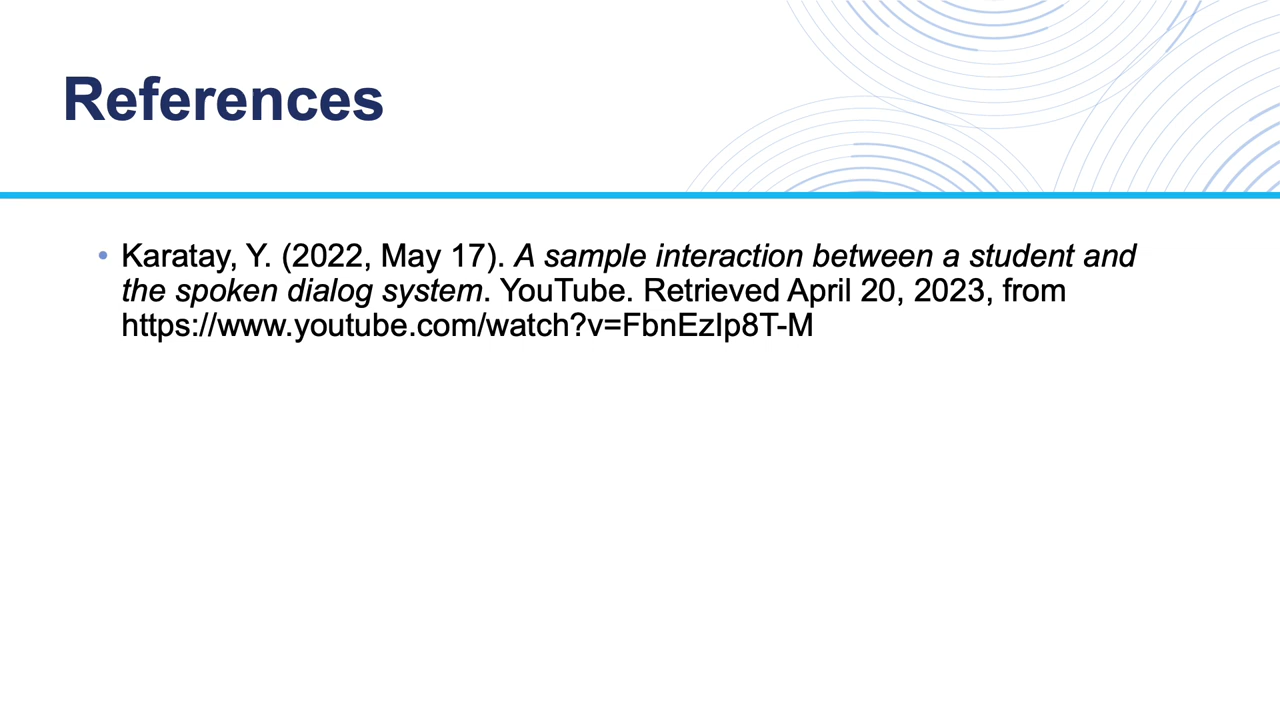 References
• Karatay, Y. (2022, May 17). A sample interaction between a student and
the spoken dialog system. YouTube. Retrieved April 20, 2023, from
https://www.youtube.com/watch?v=FbnEzIp8T-M